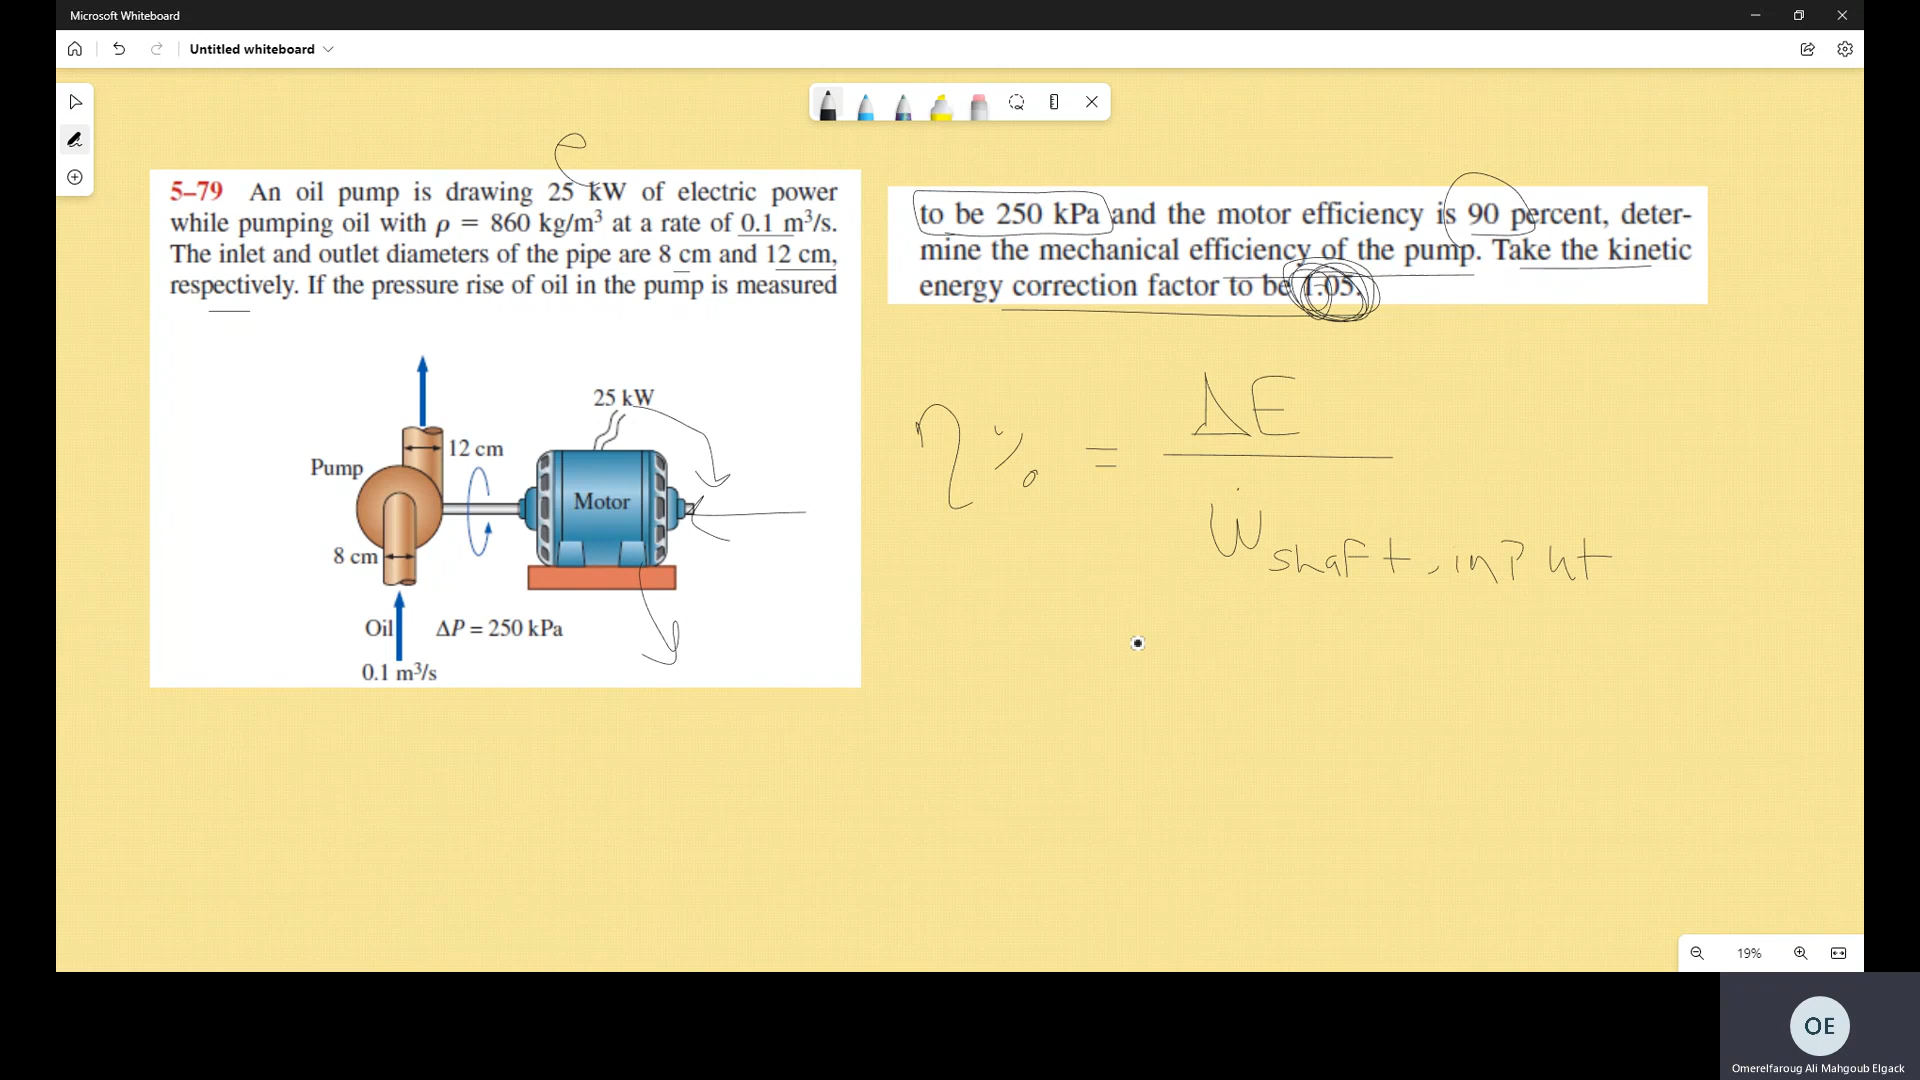 Microsoft Whiteboard
Untitled whiteboard
e
5–79 An oil pump is drawing 25 kW of electric power
while pumping oil with ρ = 860 kg/m³ at a rate of 0.1 m³/s.
The inlet and outlet diameters of the pipe are 8 cm and 12 cm,
respectively. If the pressure rise of oil in the pump is measured
to be 250 kPa and the motor efficiency is 90 percent, deter-
mine the mechanical efficiency of the pump. Take the kinetic
energy correction factor to be 1.05.
25 kW
12 cm
Pump
Motor
8 cm
Oil
ΔP = 250 kPa
0.1 m³/s
η % = ΔE
Ẇ shaft, input
19%
OE
Omerelfaroug Ali Mahgoub Elgack